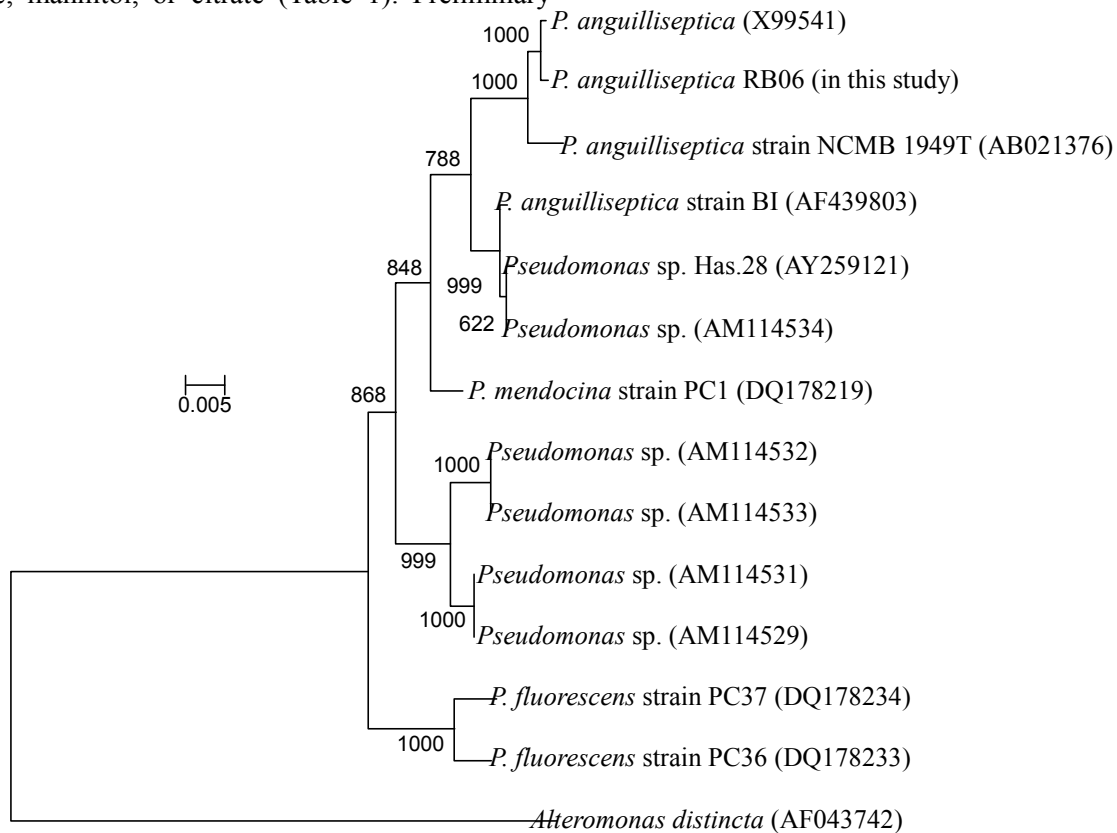 e, mannitol, or citrate (Table 1). Preliminary
1000
P. anguilliseptica (X99541)
1000
P. anguilliseptica RB06 (in this study)
P. anguilliseptica strain NCMB 1949T (AB021376)
788
P. anguilliseptica strain BI (AF439803)
848
Pseudomonas sp. Has.28 (AY259121)
999
622
Pseudomonas sp. (AM114534)
868
P. mendocina strain PC1 (DQ178219)
0.005
Pseudomonas sp. (AM114532)
1000
Pseudomonas sp. (AM114533)
999
Pseudomonas sp. (AM114531)
1000
Pseudomonas sp. (AM114529)
P. fluorescens strain PC37 (DQ178234)
1000
P. fluorescens strain PC36 (DQ178233)
Alteromonas distincta (AF043742)